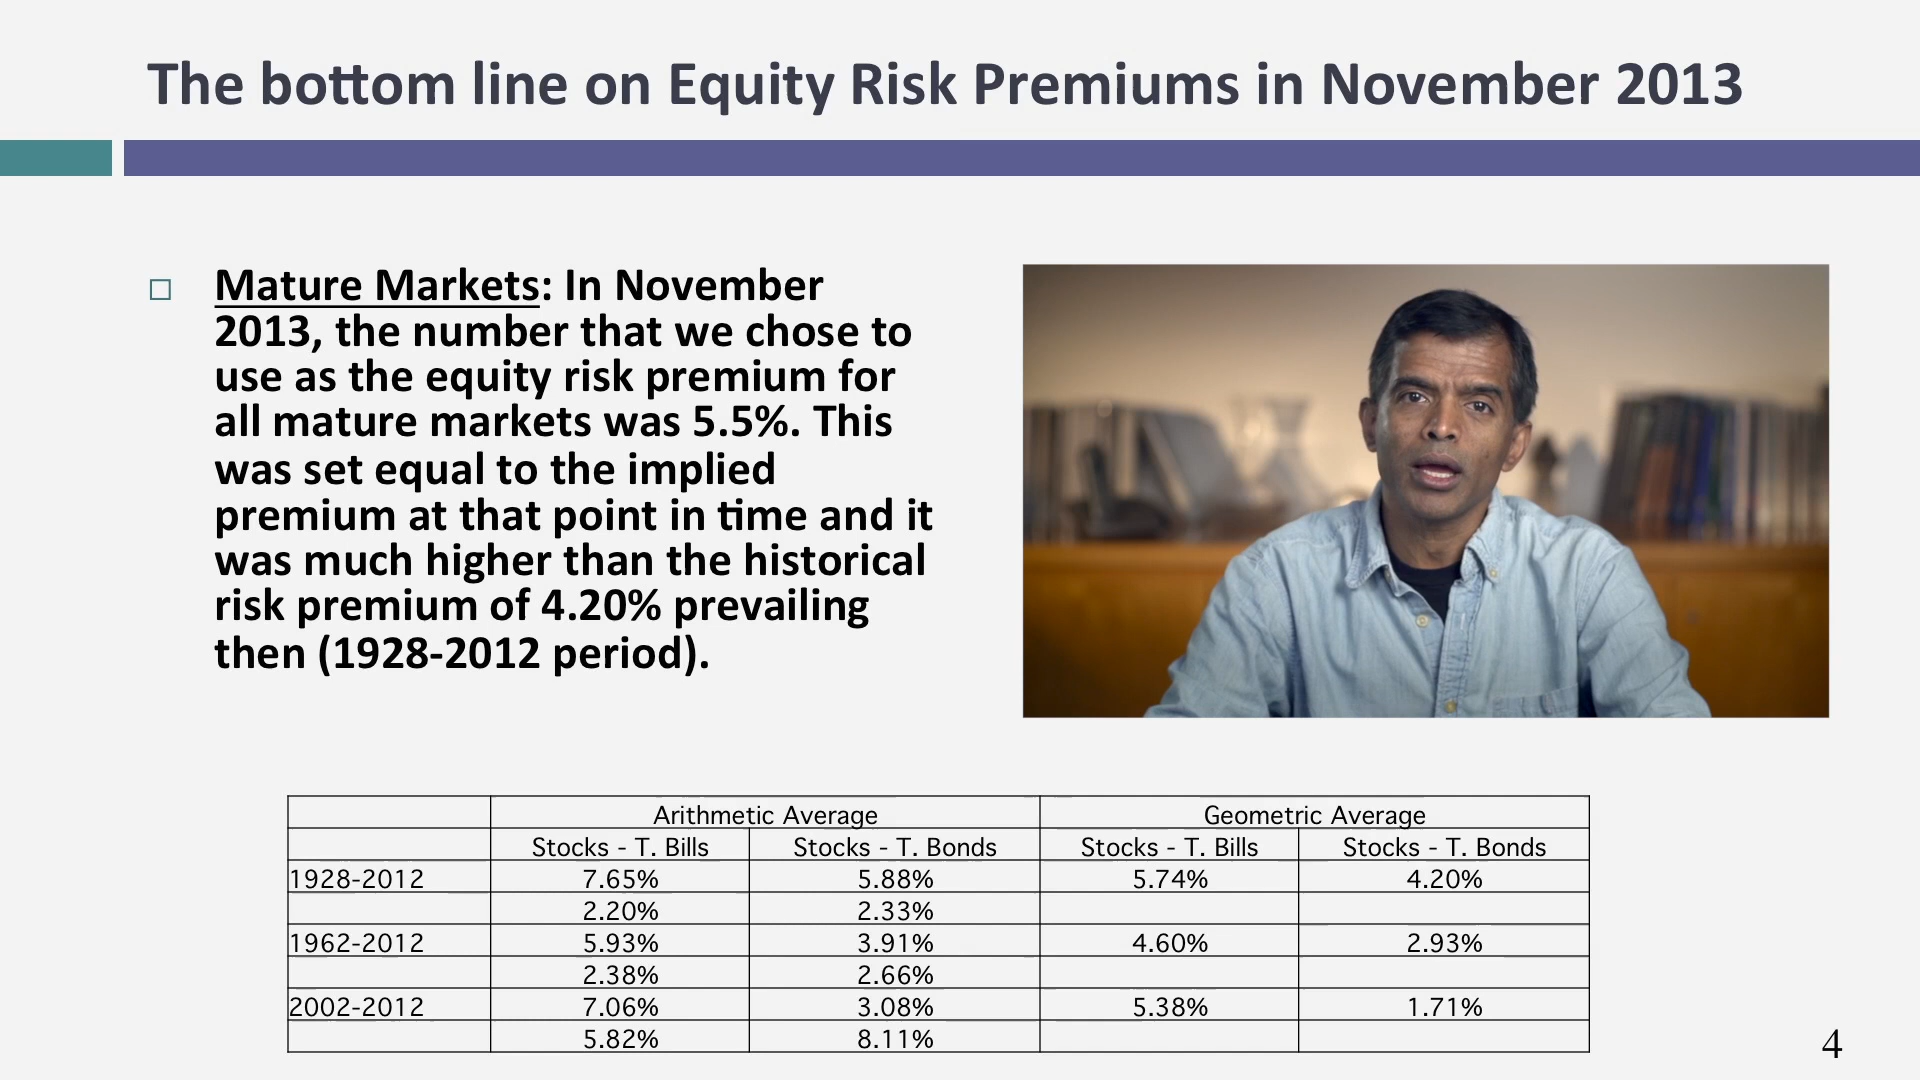 The bottom line on Equity Risk Premiums in November 2013
Mature Markets: In November
2013, the number that we chose to
use as the equity risk premium for
all mature markets was 5.5%. This
was set equal to the implied
premium at that point in time and it
was much higher than the historical
risk premium of 4.20% prevailing
then (1928-2012 period).
Arithmetic Average Geometric Average
Stocks - T. Bills Stocks - T. Bonds Stocks - T. Bills Stocks - T. Bonds
1928-2012 7.65% 5.88% 5.74% 4.20%
2.20% 2.33%
1962-2012 5.93% 3.91% 4.60% 2.93%
2.38% 2.66%
2002-2012 7.06% 3.08% 5.38% 1.71%
5.82% 8.11%
4